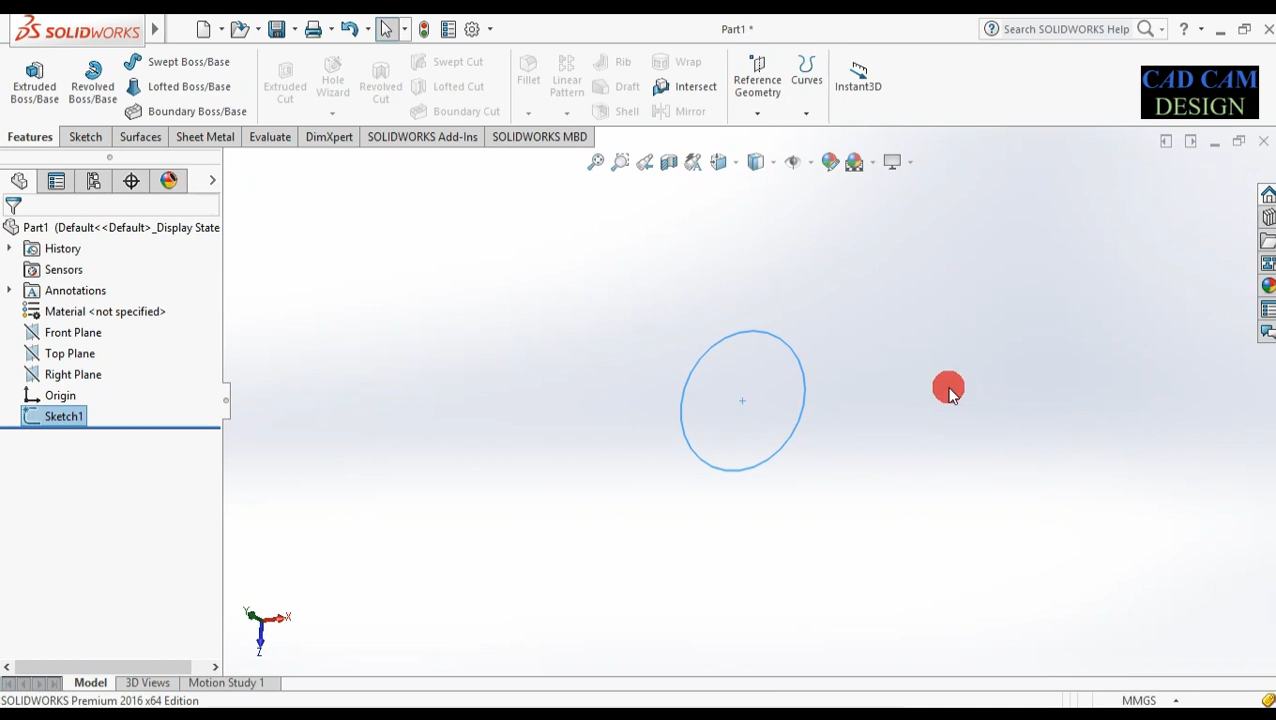 SOLIDWORKS
Part1 *
Search SOLIDWORKS Help
?
Extruded Boss/Base
Revolved Boss/Base
Swept Boss/Base
Lofted Boss/Base
Boundary Boss/Base
Extruded Cut
Hole Wizard
Revolved Cut
Swept Cut
Lofted Cut
Boundary Cut
Fillet
Linear Pattern
Rib
Draft
Shell
Wrap
Intersect
Mirror
Reference Geometry
Curves
Instant3D
CAD CAM
DESIGN
Features
Sketch
Surfaces
Sheet Metal
Evaluate
DimXpert
SOLIDWORKS Add-Ins
SOLIDWORKS MBD
Part1 (Default<<Default>_Display State
History
Sensors
Annotations
Material <not specified>
Front Plane
Top Plane
Right Plane
Origin
Sketch1
Y
X
Z
Model
3D Views
Motion Study 1
SOLIDWORKS Premium 2016 x64 Edition
MMGS